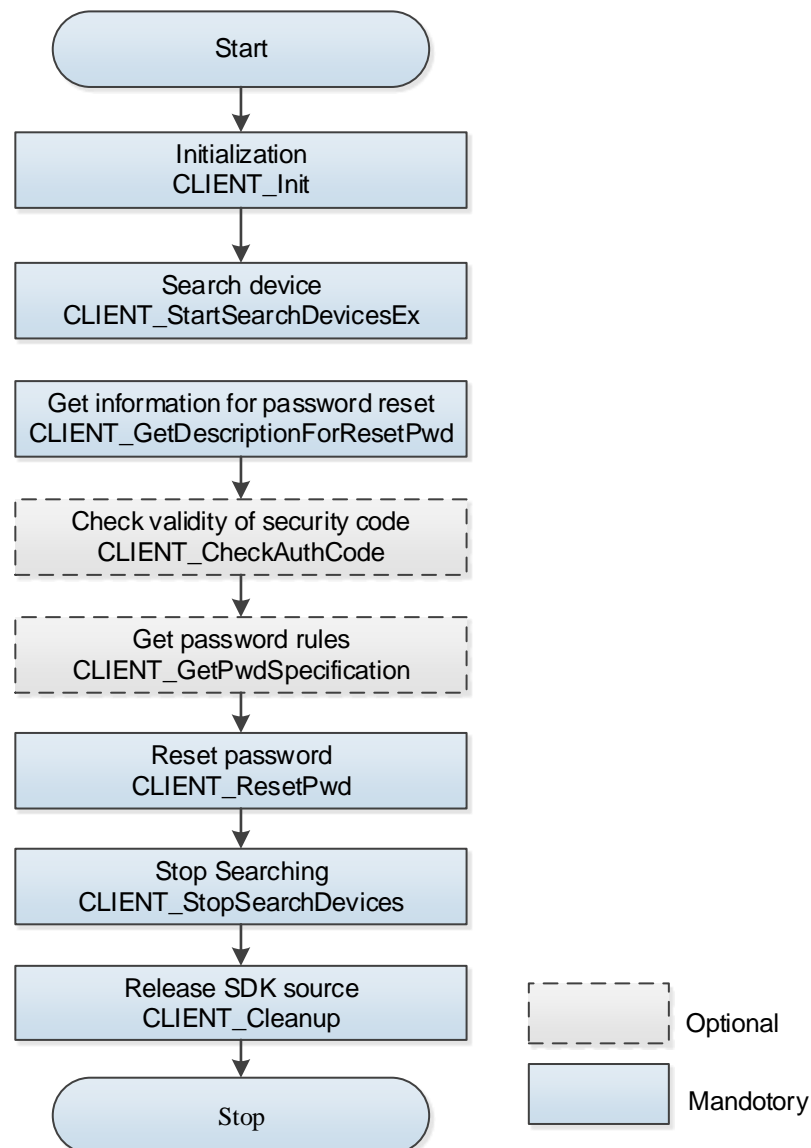 Start
Initialization
CLIENT_Init
Search device
CLIENT_StartSearchDevicesEx
Get information for password reset
CLIENT_GetDescriptionForResetPwd
Check validity of security code
CLIENT_CheckAuthCode
Get password rules
CLIENT_GetPwdSpecification
Reset password
CLIENT_ResetPwd
Stop Searching
CLIENT_StopSearchDevices
Release SDK source
CLIENT_Cleanup
Stop
Optional
Mandotory